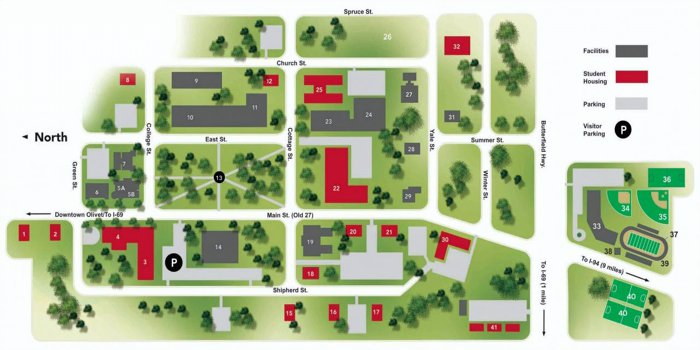 Spruce St.
26
32
Facilities
Church St.
Student
Housing
8
9
25
27
Parking
10
11
24
23
31
Visitor
Parking
P
North
College St.
East St.
Cottage St.
Yale St.
Summer St.
Butterfield Hwy.
7
28
Green St.
6
5A
5B
13
22
29
Winter St.
36
34
35
Downtown Olivet/To I-69
Main St. (Old 27)
33
37
1
2
4
14
19
20
21
30
38
39
3
P
18
To I-94 (9 miles)
Shipherd St.
To I-69 (1 mile)
40
40
15
16
17
41